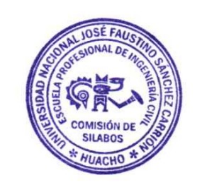 UNIVERSIDAD NACIONAL JOSÉ FAUSTINO SÁNCHEZ CARRIÓN
ESCUELA PROFESIONAL DE INGENIERÍA CIVIL
COMISIÓN DE
SILABOS
* HUACHO *